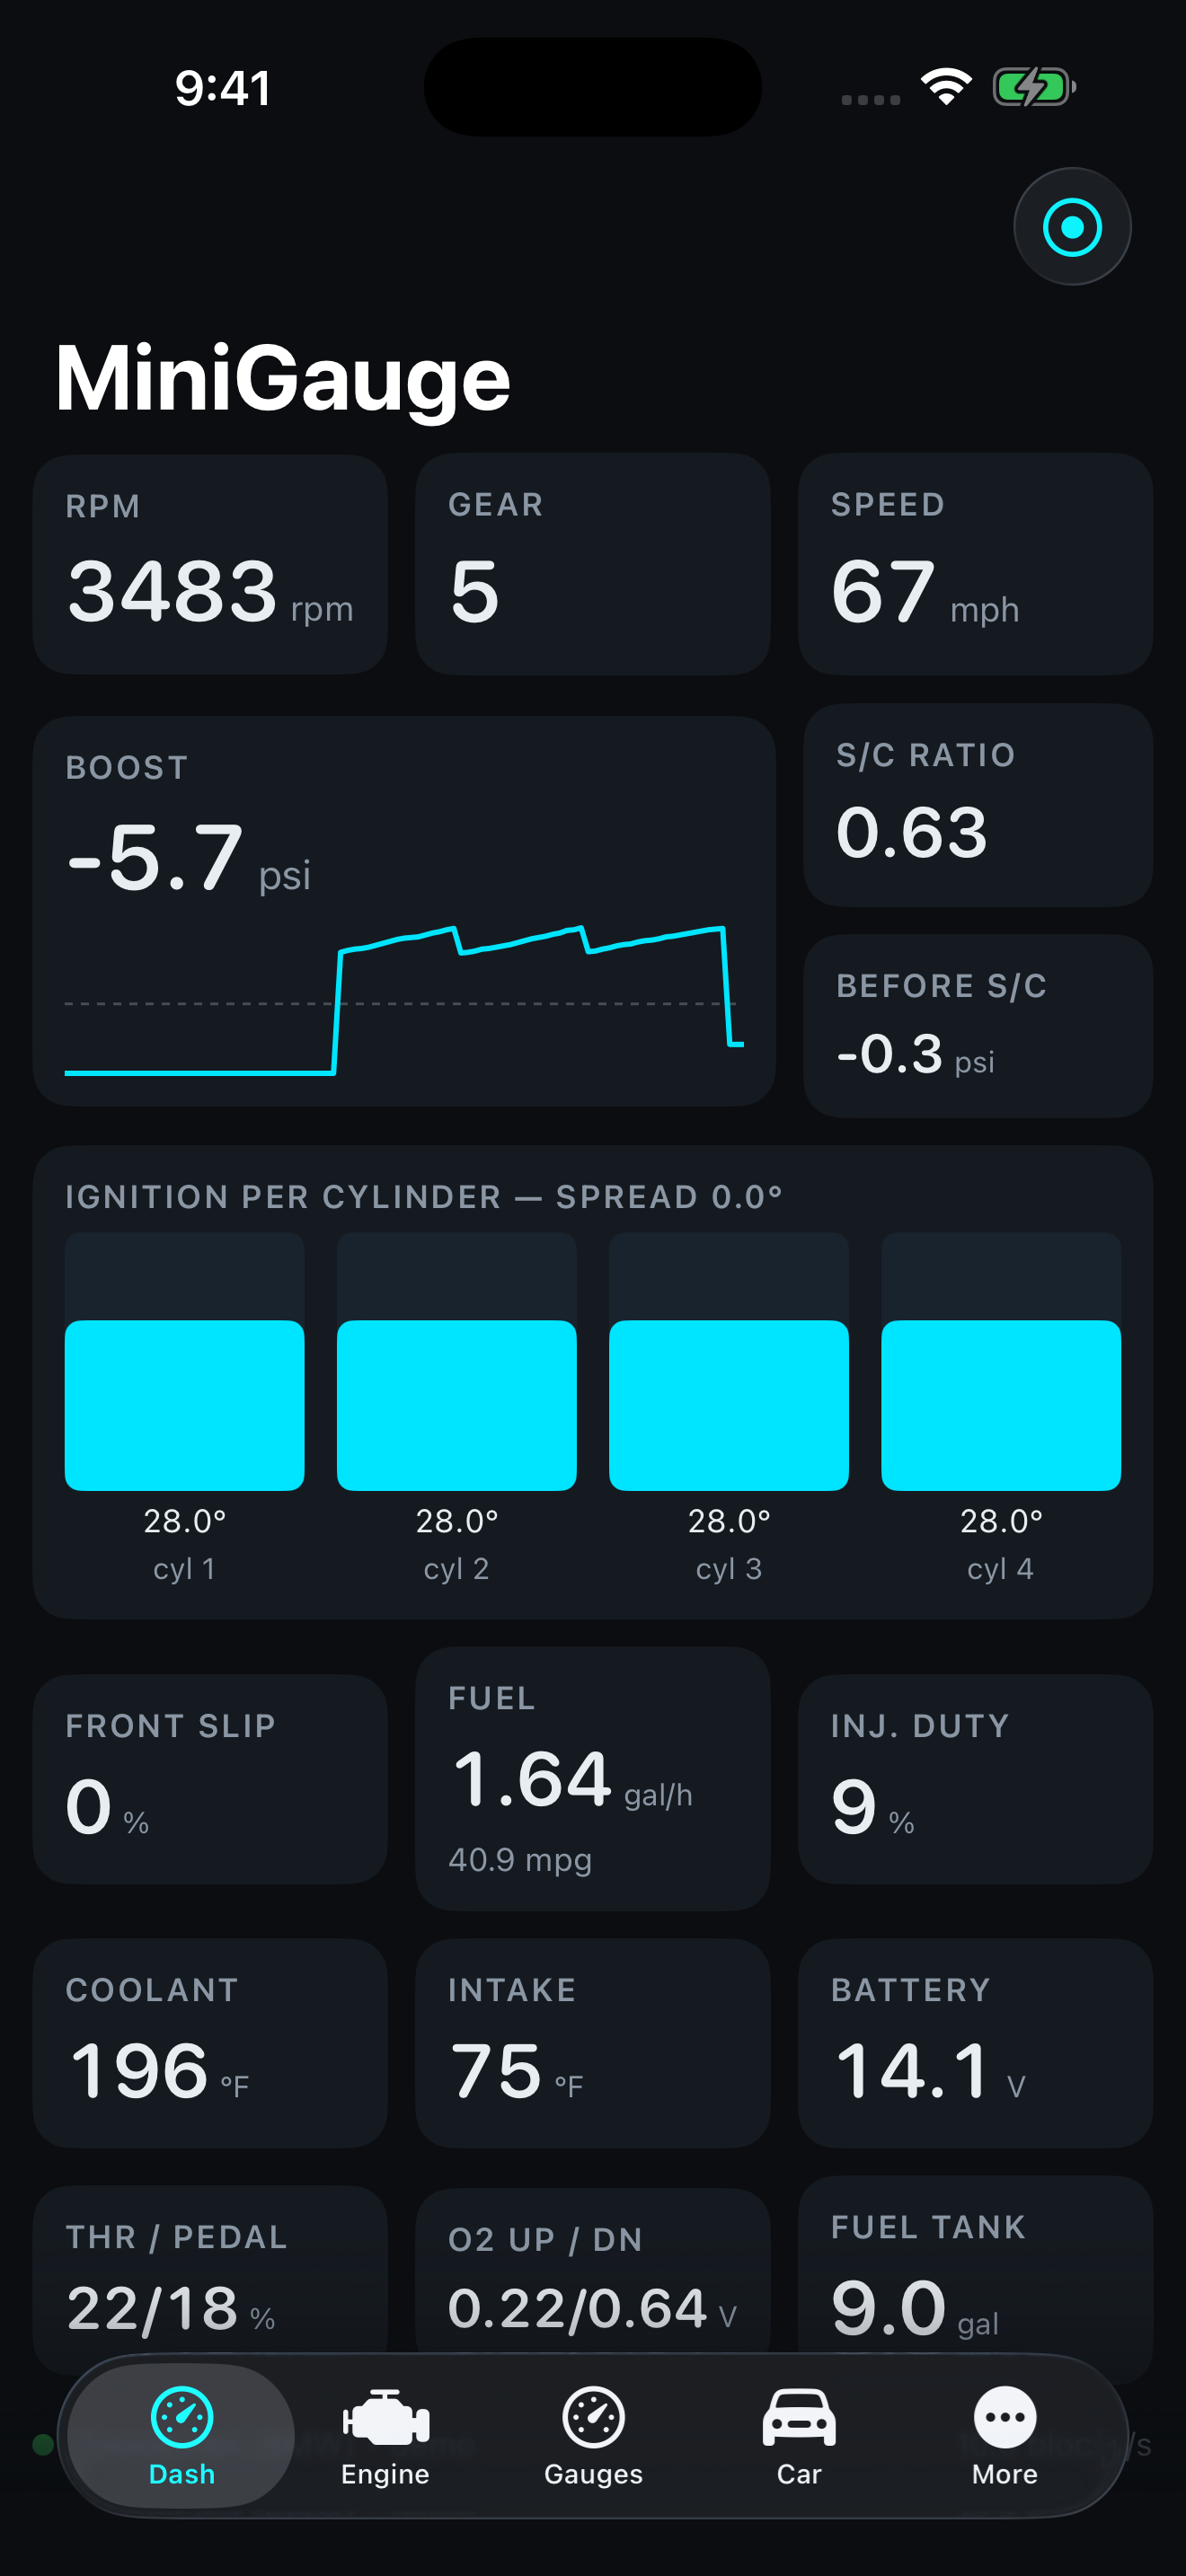 9:41
MiniGauge
RPM
3483 rpm
GEAR
5
SPEED
67 mph
BOOST
-5.7 psi
S/C RATIO
0.63
BEFORE S/C
-0.3 psi
IGNITION PER CYLINDER — SPREAD 0.0°
28.0° 28.0° 28.0° 28.0°
cyl 1 cyl 2 cyl 3 cyl 4
FRONT SLIP
0 %
FUEL
1.64 gal/h
40.9 mpg
INJ. DUTY
9 %
COOLANT
196 °F
INTAKE
75 °F
BATTERY
14.1 V
THR / PEDAL
22/18 %
O2 UP / DN
0.22/0.64 V
FUEL TANK
9.0 gal
/s
Dash Engine Gauges Car More